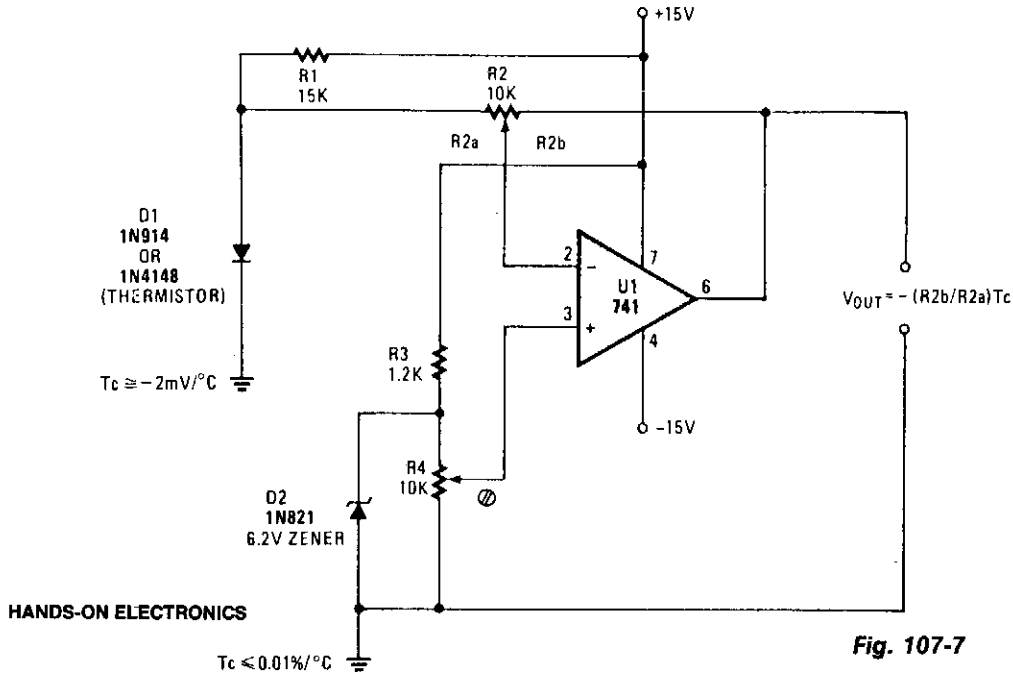 +15V
R1
15K
R2
10K
R2a
R2b
D1
1N914
OR
1N4148
(THERMISTOR)
Tc ≅ −2mV/°C
2
−
7
U1
741
6
3
+
4
VOUT = − (R2b/R2a)Tc
R3
1.2K
−15V
R4
10K
D2
1N821
6.2V ZENER
HANDS-ON ELECTRONICS
Tc ⩽ 0.01%/°C
Fig. 107-7